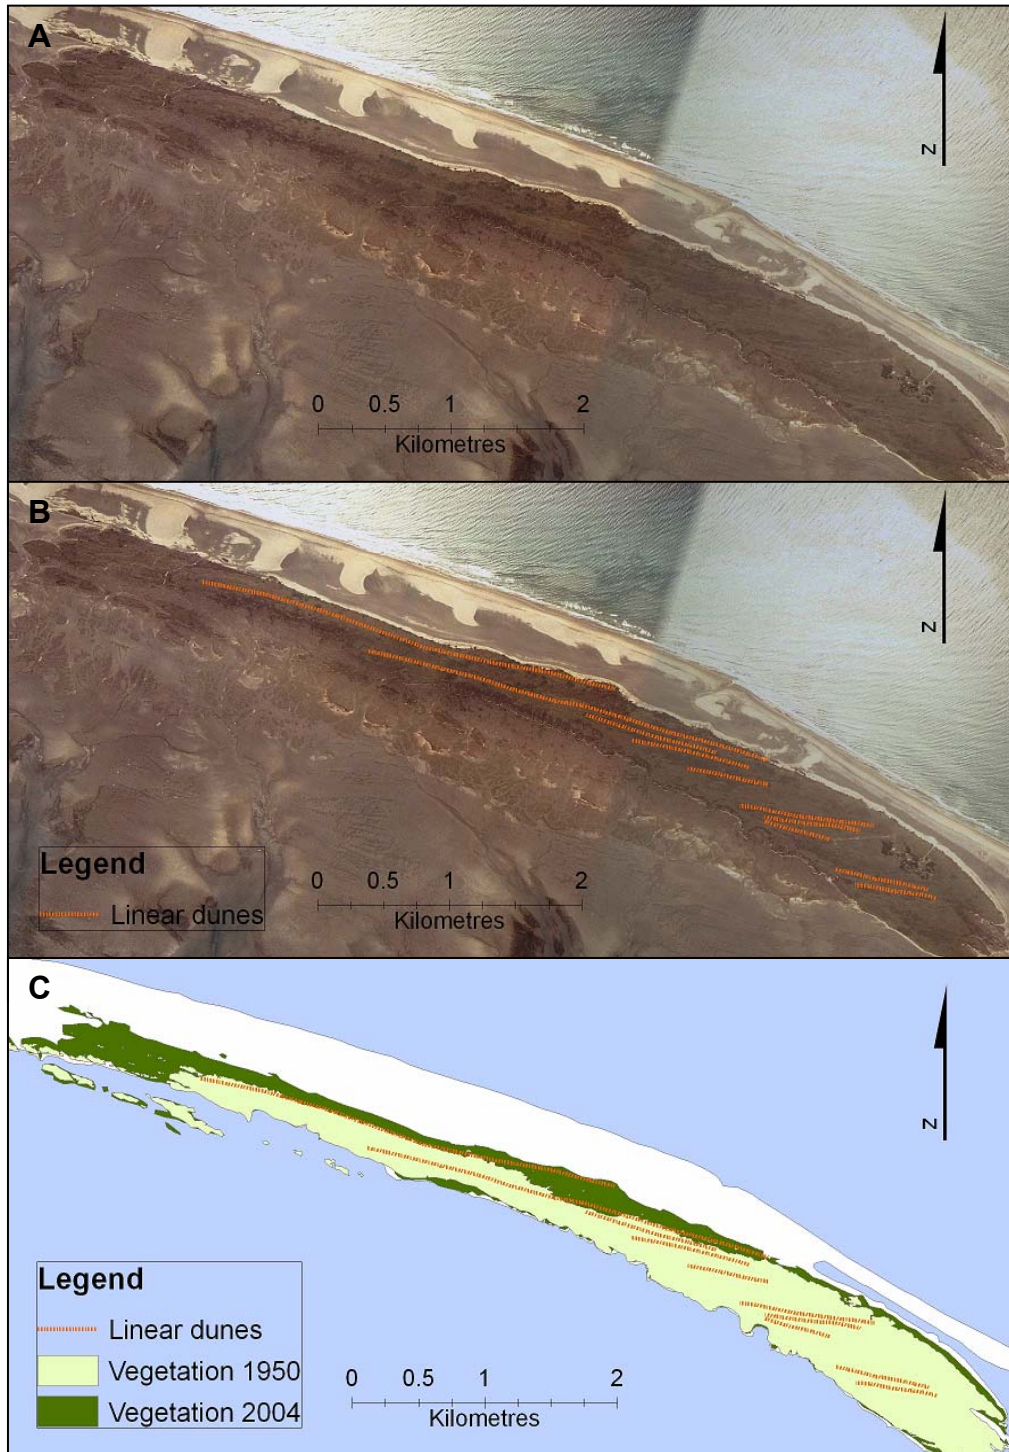 A
N
0 0.5 1 2
Kilometres
B
N
Legend
Linear dunes
0 0.5 1 2
Kilometres
C
N
Legend
Linear dunes
Vegetation 1950
Vegetation 2004
0 0.5 1 2
Kilometres